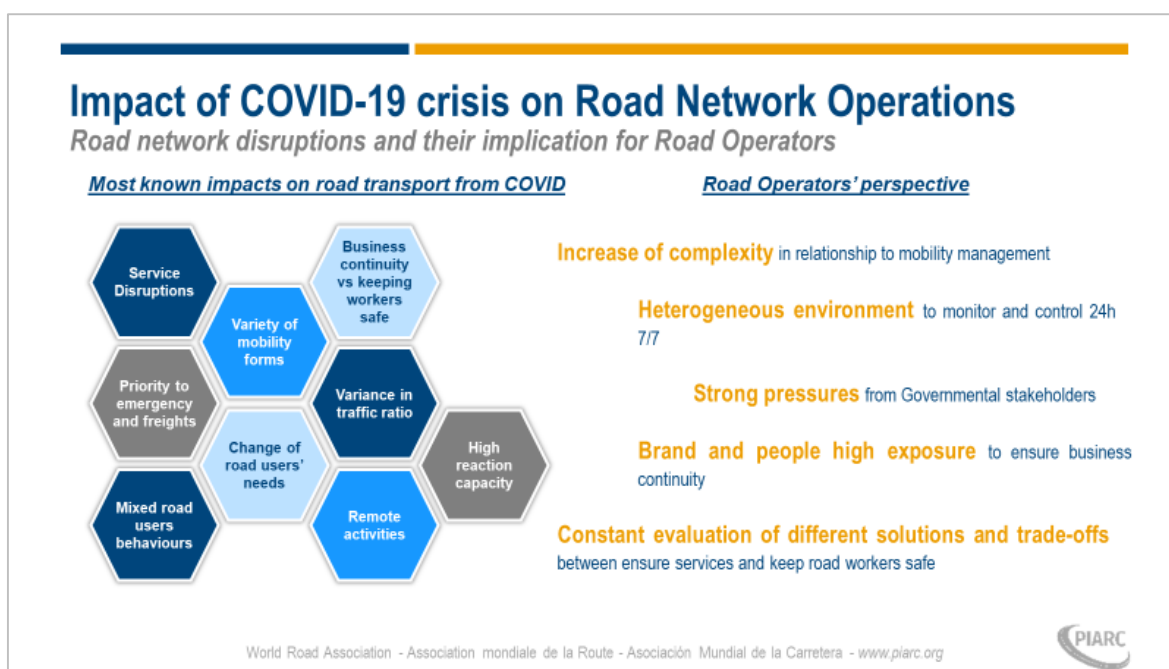 Impact of COVID-19 crisis on Road Network Operations
Road network disruptions and their implication for Road Operators
Most known impacts on road transport from COVID
Service
Disruptions
Business
continuity
vs keeping
workers
safe
Variety of
mobility
forms
Priority to
emergency
and freights
Variance in
traffic ratio
Change of
road users'
needs
High
reaction
capacity
Mixed road
users
behaviours
Remote
activities
Road Operators' perspective
Increase of complexity in relationship to mobility management
Heterogeneous environment to monitor and control 24h
7/7
Strong pressures from Governmental stakeholders
Brand and people high exposure to ensure business
continuity
Constant evaluation of different solutions and trade-offs
between ensure services and keep road workers safe
World Road Association - Association mondiale de la Route - Asociación Mundial de la Carretera - www.piarc.org
PIARC